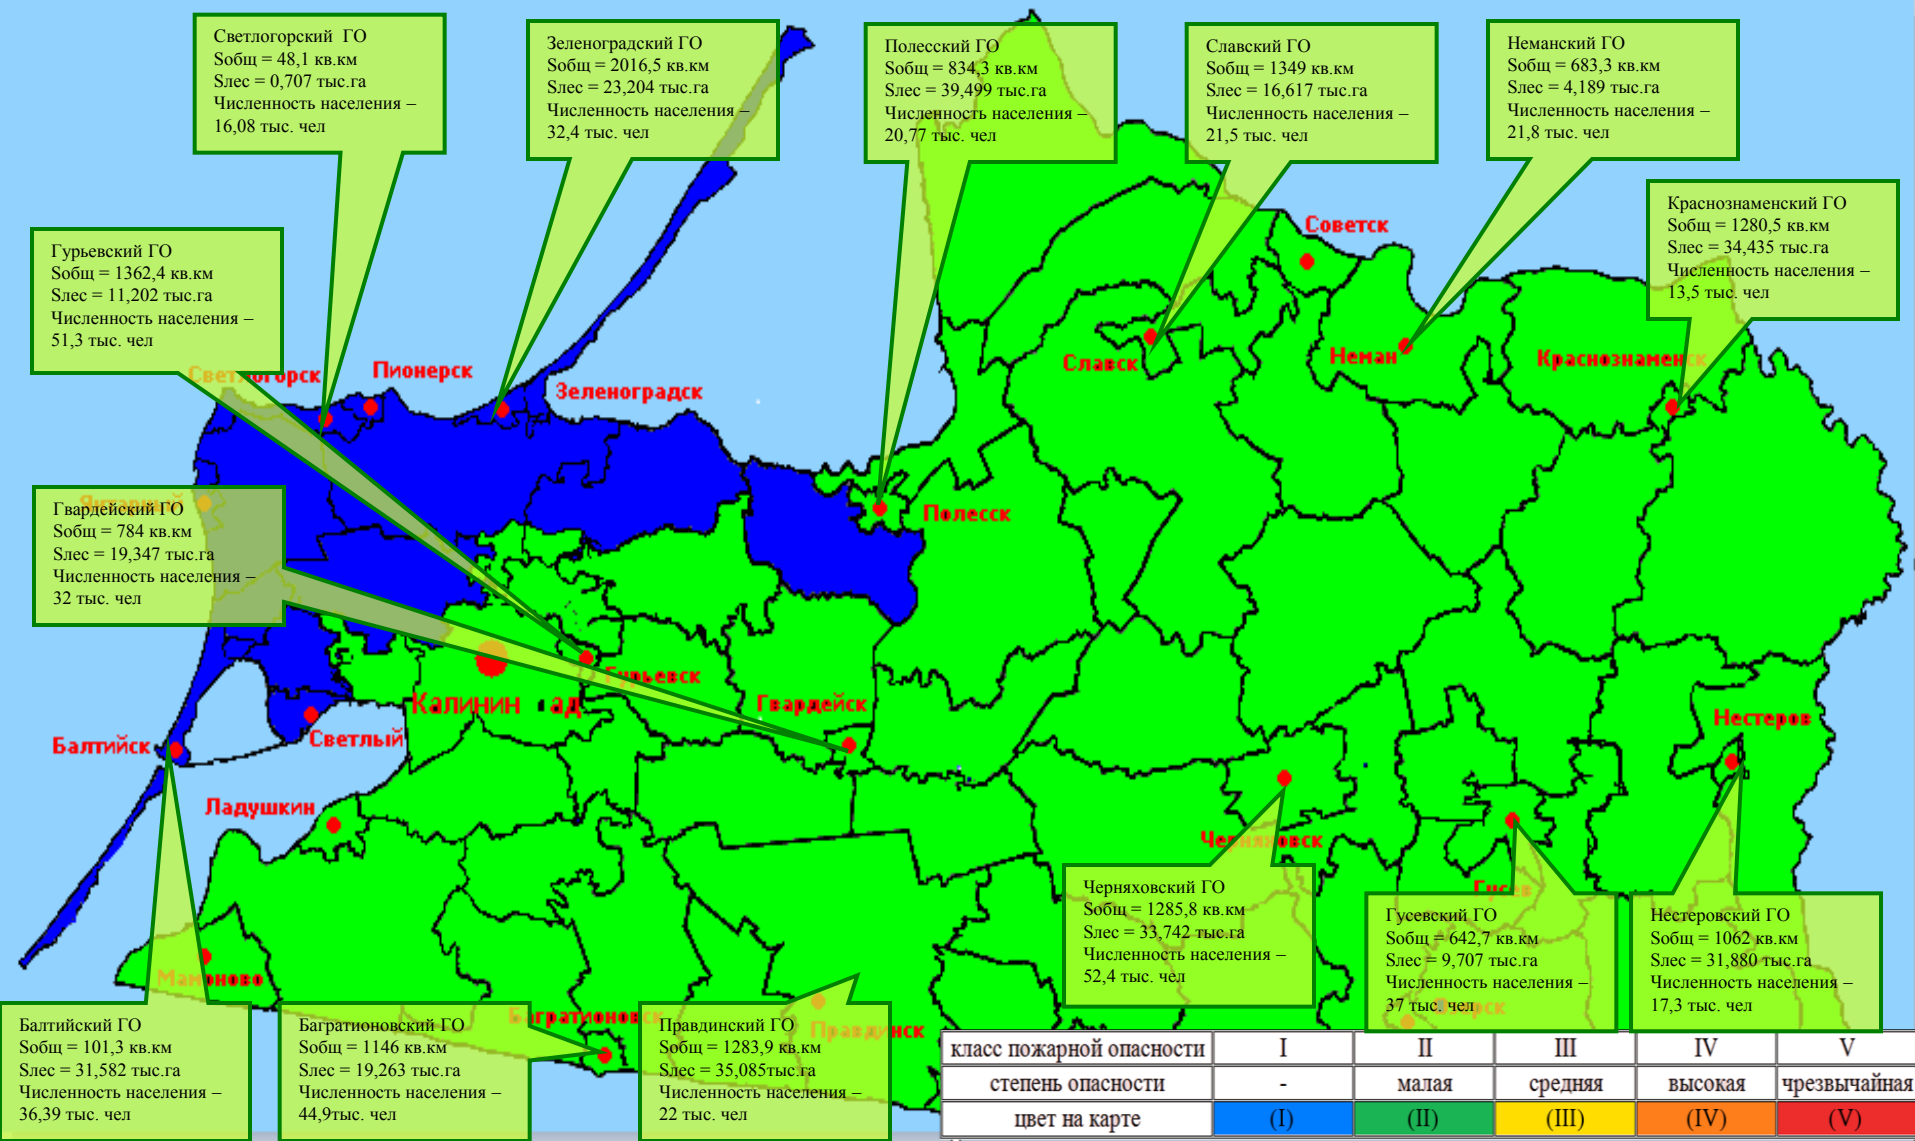 Светлогорский ГО
Sобщ = 48,1 кв.км
Sлес = 0,707 тыс.га
Численность населения –
16,08 тыс. чел
Зеленоградский ГО
Sобщ = 2016,5 кв.км
Sлес = 23,204 тыс.га
Численность населения –
32,4 тыс. чел
Полесский ГО
Sобщ = 834,3 кв.км
Sлес = 39,499 тыс.га
Численность населения –
20,77 тыс. чел
Славский ГО
Sобщ = 1349 кв.км
Sлес = 16,617 тыс.га
Численность населения –
21,5 тыс. чел
Неманский ГО
Sобщ = 683,3 кв.км
Sлес = 4,189 тыс.га
Численность населения –
21,8 тыс. чел
Краснознаменский ГО
Sобщ = 1280,5 кв.км
Sлес = 34,435 тыс.га
Численность населения –
13,5 тыс. чел
Гурьевский ГО
Sобщ = 1362,4 кв.км
Sлес = 11,202 тыс.га
Численность населения –
51,3 тыс. чел
Советск
Светлогорск
Пионерск
Зеленоградск
Славск
Неман
Краснознаменск
Янтарный
Гвардейский ГО
Sобщ = 784 кв.км
Sлес = 19,347 тыс.га
Численность населения –
32 тыс. чел
Полесск
Гурьевск
Калининград
Гвардейск
Нестеров
Балтийск
Светлый
Ладушкин
Черняховск
Гусев
Черняховский ГО
Sобщ = 1285,8 кв.км
Sлес = 33,742 тыс.га
Численность населения –
52,4 тыс. чел
Гусевский ГО
Sобщ = 642,7 кв.км
Sлес = 9,707 тыс.га
Численность населения –
37 тыс. чел
Нестеровский ГО
Sобщ = 1062 кв.км
Sлес = 31,880 тыс.га
Численность населения –
17,3 тыс. чел
Мамоново
Багратионовск
Правдинск
Озерск
Балтийский ГО
Sобщ = 101,3 кв.км
Sлес = 31,582 тыс.га
Численность населения –
36,39 тыс. чел
Багратионовский ГО
Sобщ = 1146 кв.км
Sлес = 19,263 тыс.га
Численность населения –
44,9тыс. чел
Правдинский ГО
Sобщ = 1283,9 кв.км
Sлес = 35,085тыс.га
Численность населения –
22 тыс. чел
класс пожарной опасности I II III IV V
степень опасности - малая средняя высокая чрезвычайная
цвет на карте (I) (II) (III) (IV) (V)